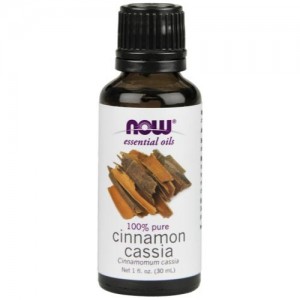 NOW
essential oils
100% pure
cinnamon
cassia
Cinnamomum cassia
Net 1 fl. oz. (30 mL)